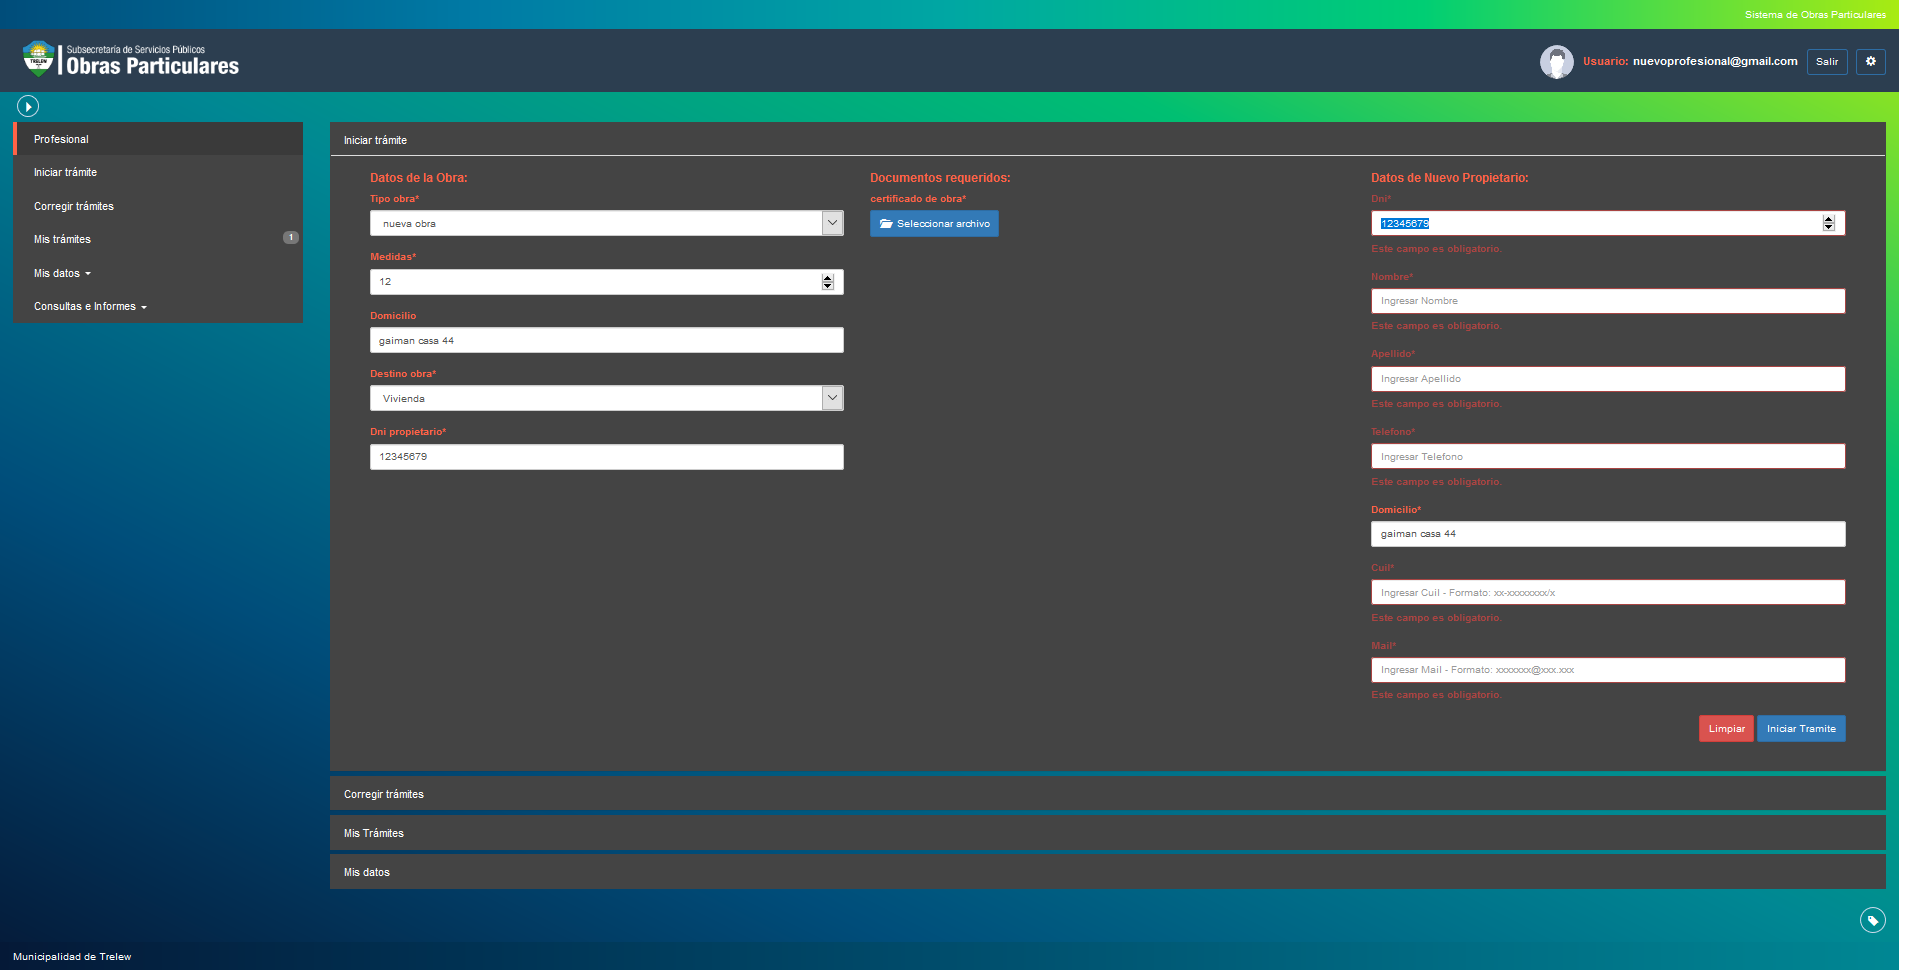 Sistema de Obras Particulares
TRELEW
Subsecretaría de Servicios Públicos
Obras Particulares
Usuario: nuevoprofesional@gmail.com
Salir
Profesional
Iniciar trámite
Corregir trámites
Mis trámites
1
Mis datos
Consultas e Informes
Iniciar trámite
Datos de la Obra:
Tipo obra*
nueva obra
Medidas*
12
Domicilio
gaiman casa 44
Destino obra*
Vivienda
Dni propietario*
12345679
Documentos requeridos:
certificado de obra*
Seleccionar archivo
Datos de Nuevo Propietario:
Dni*
12345679
Este campo es obligatorio.
Nombre*
Ingresar Nombre
Este campo es obligatorio.
Apellido*
Ingresar Apellido
Este campo es obligatorio.
Telefono*
Ingresar Telefono
Este campo es obligatorio.
Domicilio*
gaiman casa 44
Cuil*
Ingresar Cuil - Formato: xx-xxxxxxxx/x
Este campo es obligatorio.
Mail*
Ingresar Mail - Formato: xxxxxxx@xxx.xxx
Este campo es obligatorio.
Limpiar
Iniciar Tramite
Corregir trámites
Mis Trámites
Mis datos
Municipalidad de Trelew